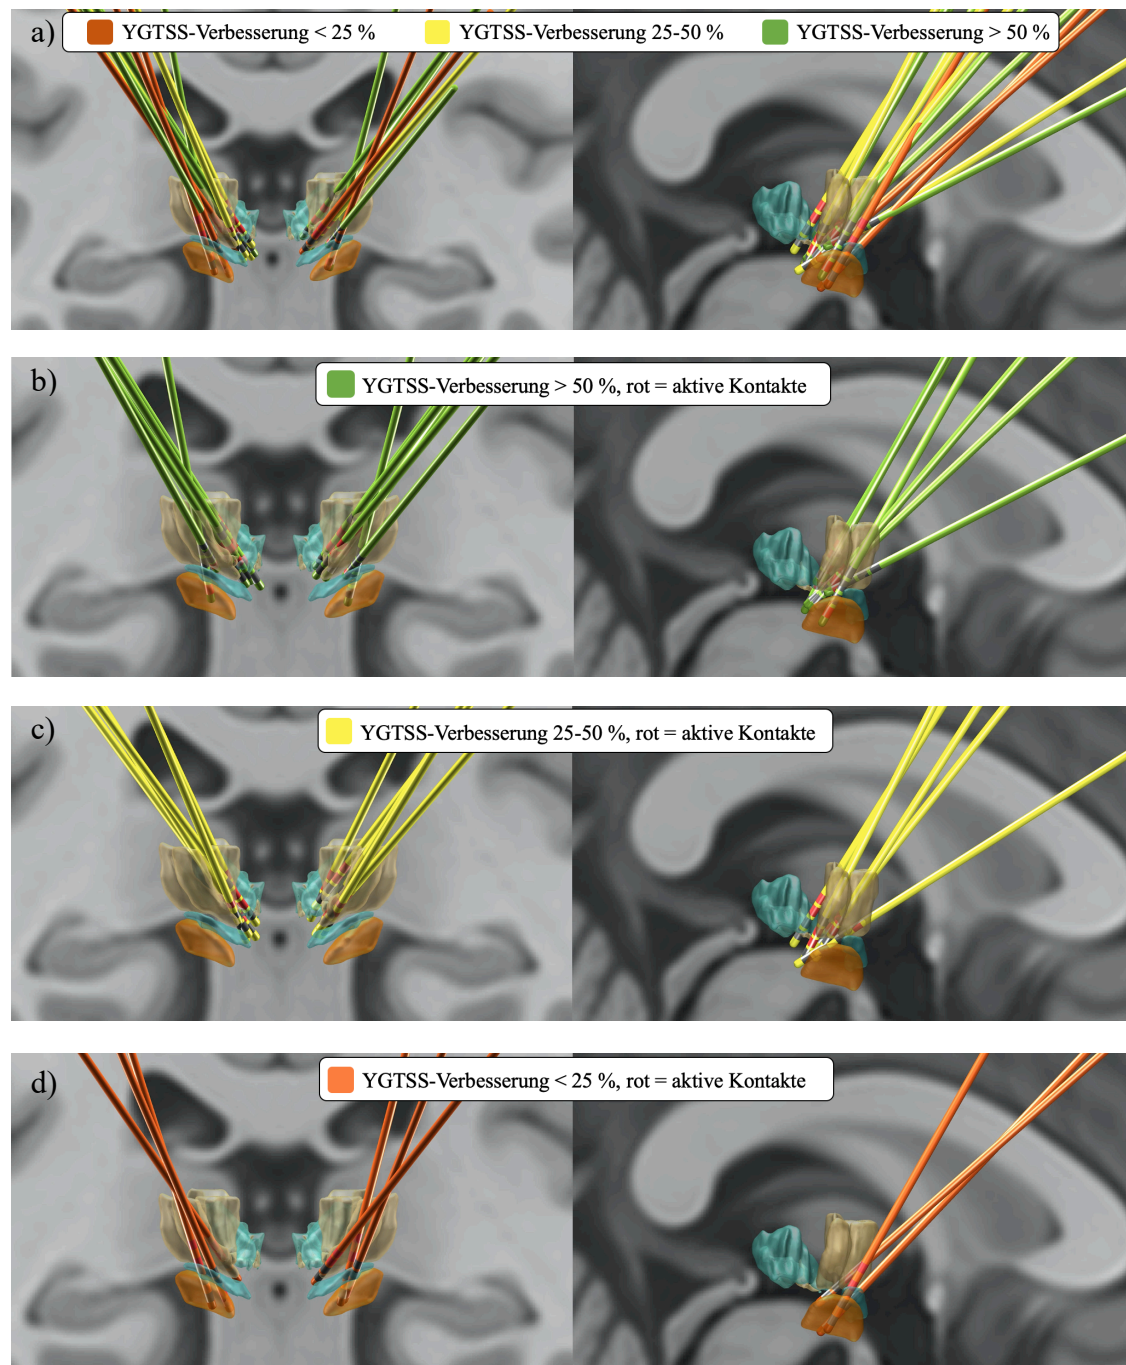 a)
YGTSS-Verbesserung < 25 % YGTSS-Verbesserung 25-50 % YGTSS-Verbesserung > 50 %
b)
YGTSS-Verbesserung > 50 %, rot = aktive Kontakte
c)
YGTSS-Verbesserung 25-50 %, rot = aktive Kontakte
d)
YGTSS-Verbesserung < 25 %, rot = aktive Kontakte